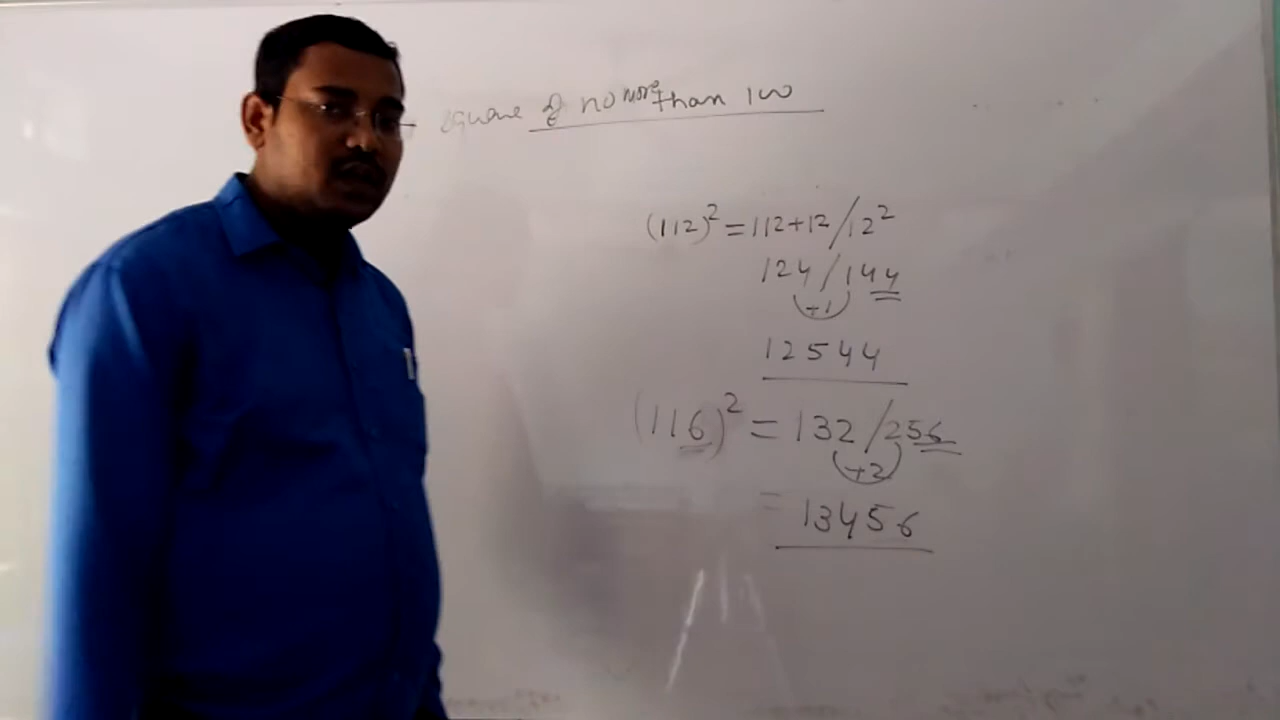 square of no more than 100
(112)² = 112+12/12²
124/144
+1
12544
(116)² = 132/256
+2
= 13456